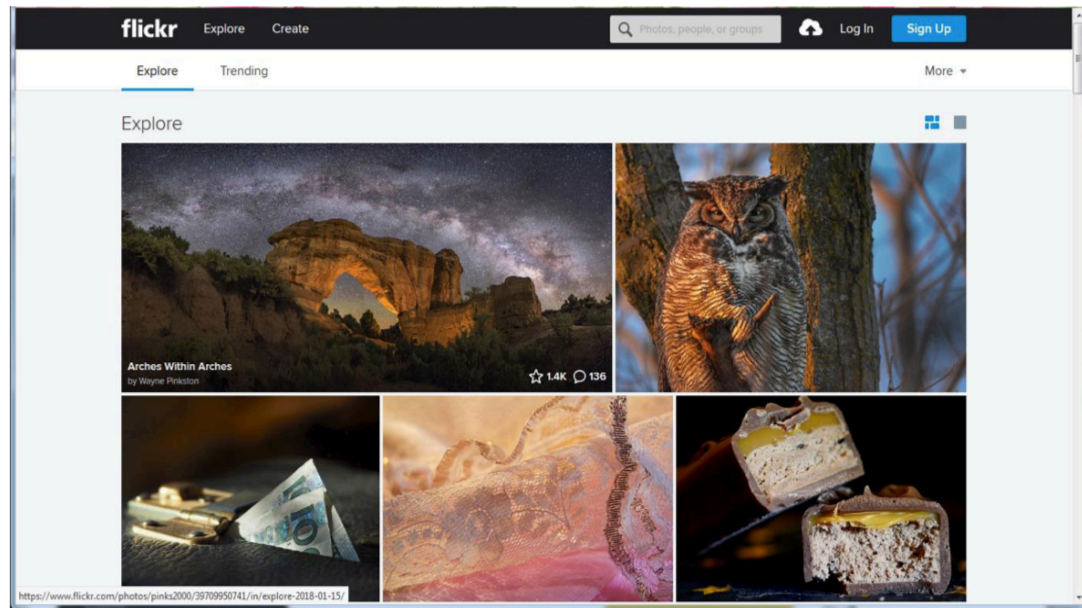 flickr Explore Create Photos, people, or groups Log In Sign Up
Explore Trending More
Explore
Arches Within Arches
by Wayne Pinkston
1.4K 136
https://www.flickr.com/photos/pinks2000/39709950741/in/explore-2018-01-15/